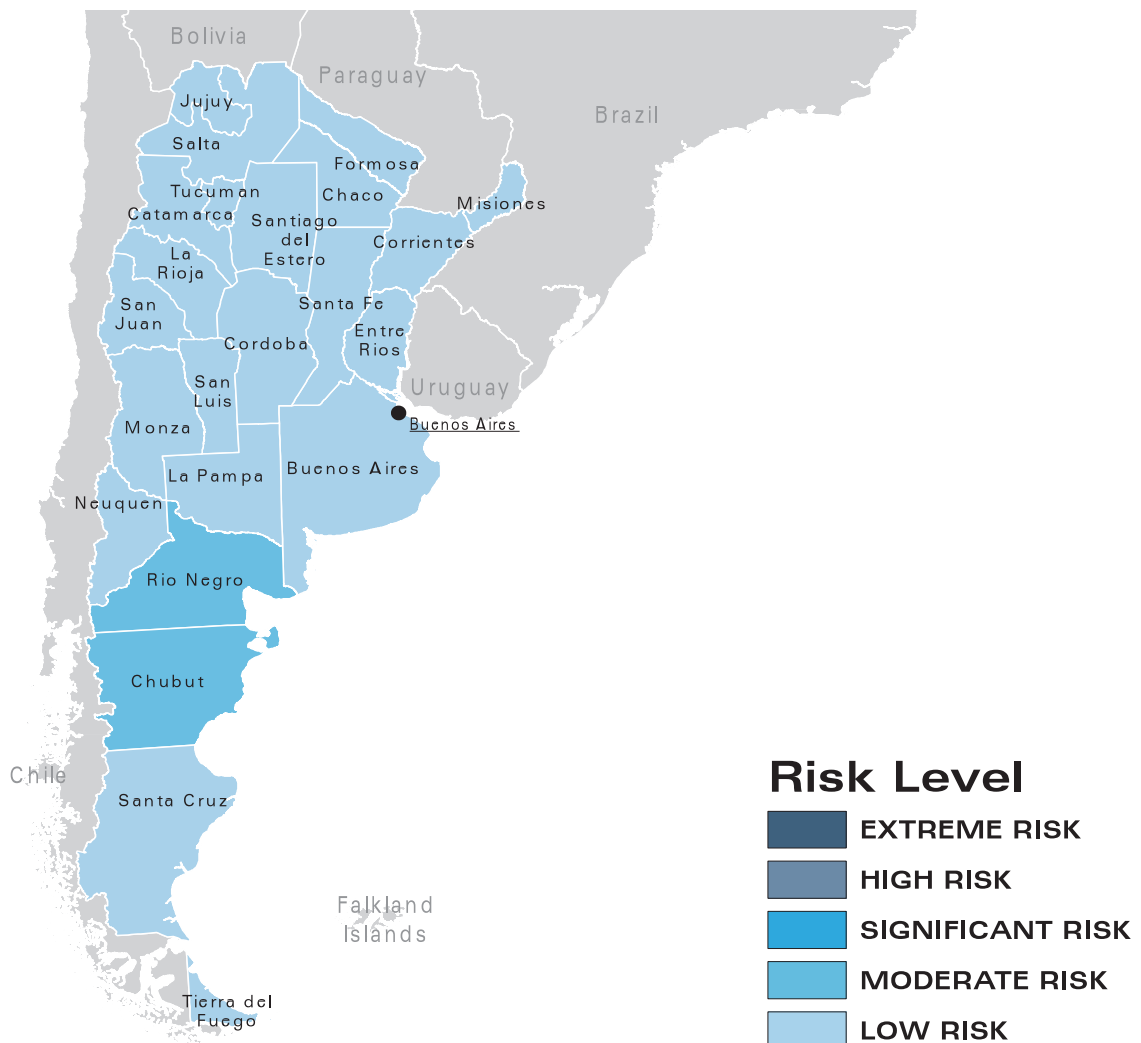 Bolivia
Paraguay
Brazil
Jujuy
Salta
Formosa
Tucuman
Chaco
Misiones
Catamarca
Santiago
del
Estero
Corrientes
La
Rioja
San
Juan
Santa Fe
Entre
Rios
Cordoba
San
Luis
Uruguay
Monza
Buenos Aires
La Pampa
Buenos Aires
Neuquen
Rio Negro
Chubut
Chile
Santa Cruz
Falkland
Islands
Tierra del
Fuego
Risk Level
EXTREME RISK
HIGH RISK
SIGNIFICANT RISK
MODERATE RISK
LOW RISK